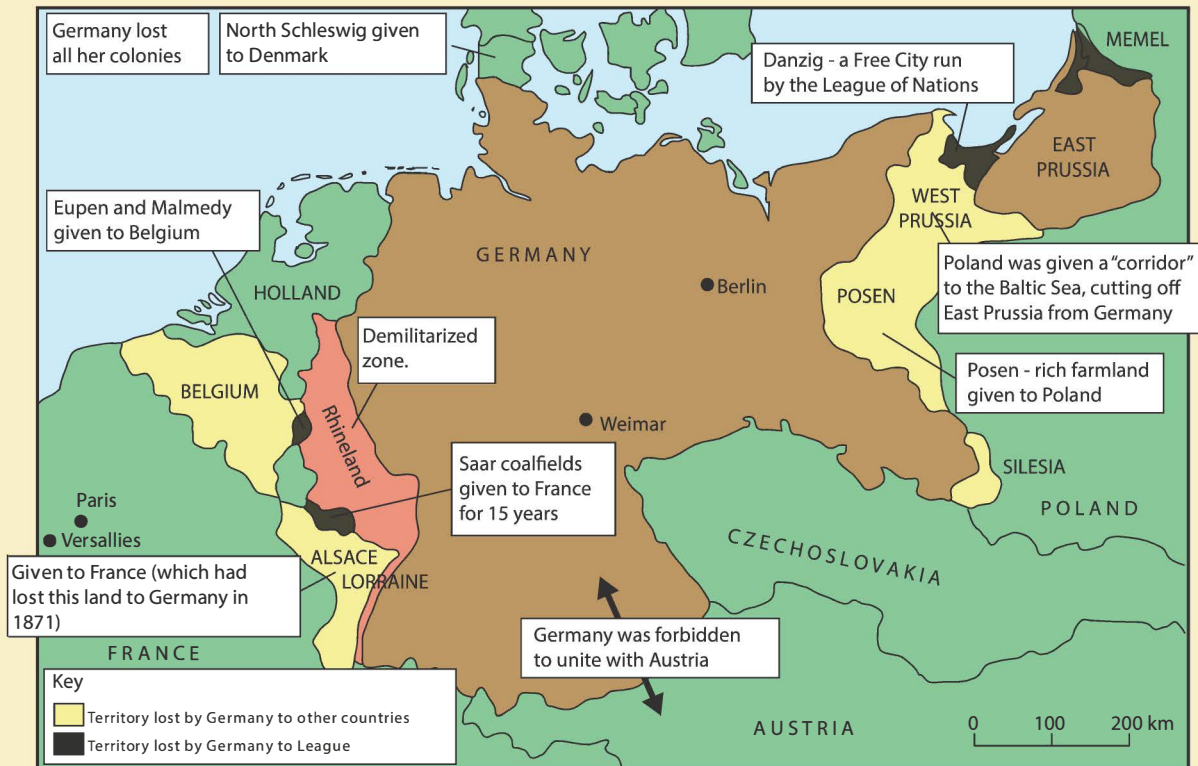 Germany lost
all her colonies
North Schleswig given
to Denmark
MEMEL
Danzig - a Free City run
by the League of Nations
EAST
PRUSSIA
Eupen and Malmedy
given to Belgium
WEST
PRUSSIA
GERMANY
HOLLAND
Berlin
POSEN
Poland was given a “corridor”
to the Baltic Sea, cutting off
East Prussia from Germany
Demilitarized
zone.
BELGIUM
Posen - rich farmland
given to Poland
Rhineland
Weimar
Saar coalfields
given to France
for 15 years
SILESIA
POLAND
Paris
Versallies
CZECHOSLOVAKIA
ALSACE
LORRAINE
Given to France (which had
lost this land to Germany in
1871)
Germany was forbidden
to unite with Austria
FRANCE
AUSTRIA
Key
Territory lost by Germany to other countries
Territory lost by Germany to League
0 100 200 km